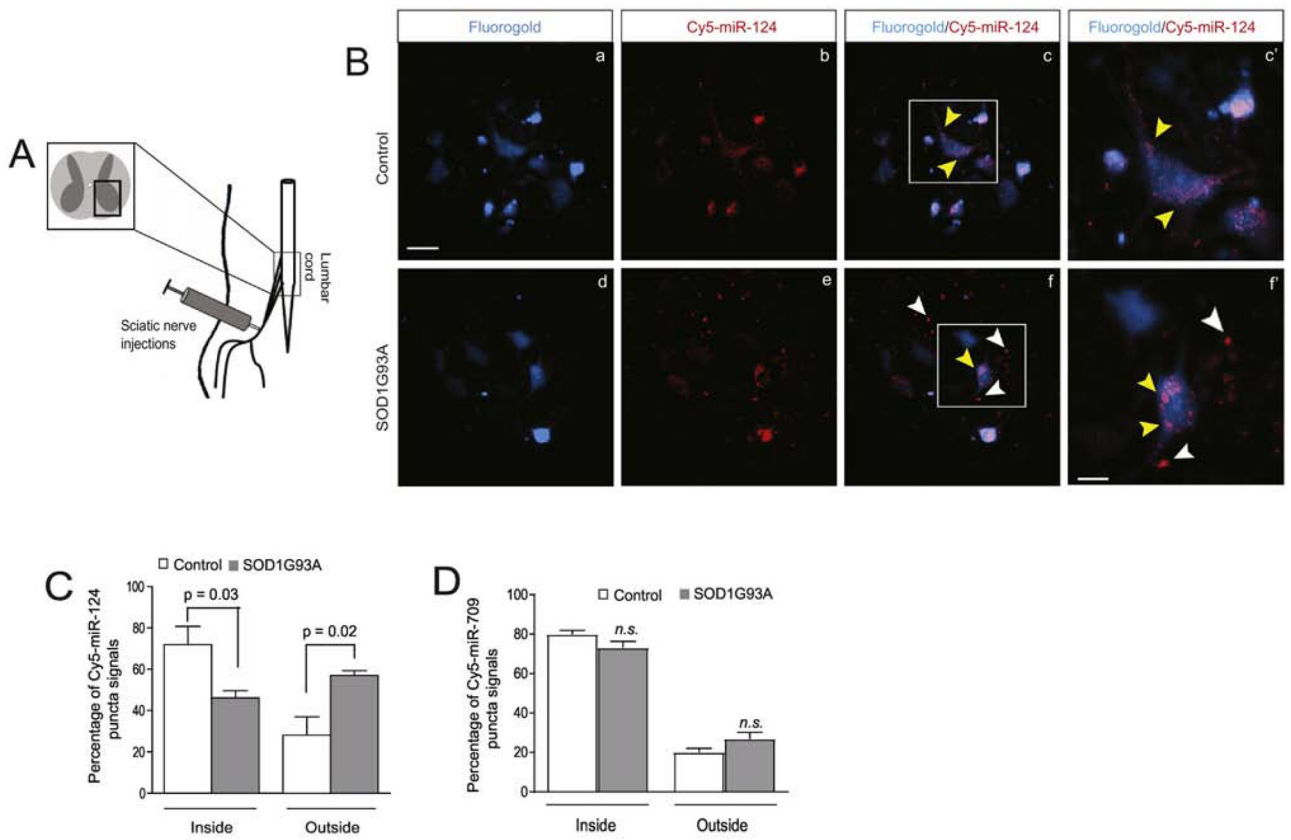 A
Lumbar
cord
Sciatic nerve
injections
B
Fluorogold
Cy5-miR-124
Fluorogold/Cy5-miR-124
Fluorogold/Cy5-miR-124
Control
a
b
c
c'
SOD1G93A
d
e
f
f'
C
Control
SOD1G93A
Percentage of Cy5-miR-124
puncta signals
100
80
60
40
20
0
p = 0.03
p = 0.02
Inside
Outside
D
Control
SOD1G93A
Percentage of Cy5-miR-709
puncta signals
100
80
60
40
20
0
n.s.
n.s.
Inside
Outside